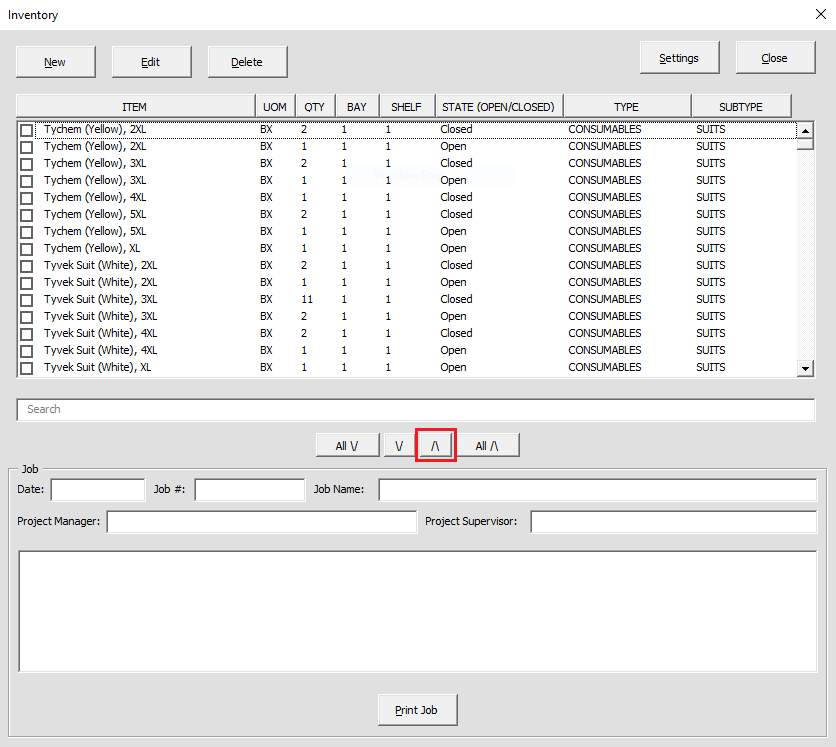 Inventory
New Edit Delete Settings Close
ITEM UOM QTY BAY SHELF STATE (OPEN/CLOSED) TYPE SUBTYPE
Tychem (Yellow), 2XL BX 2 1 1 Closed CONSUMABLES SUITS
Tychem (Yellow), 2XL BX 1 1 1 Open CONSUMABLES SUITS
Tychem (Yellow), 3XL BX 2 1 1 Closed CONSUMABLES SUITS
Tychem (Yellow), 3XL BX 1 1 1 Open CONSUMABLES SUITS
Tychem (Yellow), 4XL BX 1 1 1 Closed CONSUMABLES SUITS
Tychem (Yellow), 5XL BX 2 1 1 Closed CONSUMABLES SUITS
Tychem (Yellow), 5XL BX 1 1 1 Open CONSUMABLES SUITS
Tychem (Yellow), XL BX 1 1 1 Open CONSUMABLES SUITS
Tyvek Suit (White), 2XL BX 2 1 1 Closed CONSUMABLES SUITS
Tyvek Suit (White), 2XL BX 1 1 1 Open CONSUMABLES SUITS
Tyvek Suit (White), 3XL BX 11 1 1 Closed CONSUMABLES SUITS
Tyvek Suit (White), 3XL BX 2 1 1 Open CONSUMABLES SUITS
Tyvek Suit (White), 4XL BX 2 1 1 Closed CONSUMABLES SUITS
Tyvek Suit (White), 4XL BX 1 1 1 Open CONSUMABLES SUITS
Tyvek Suit (White), XL BX 1 1 1 Open CONSUMABLES SUITS
Search
All \/ \/ /\ All /\
Job
Date: Job #: Job Name:
Project Manager: Project Supervisor:
Print Job